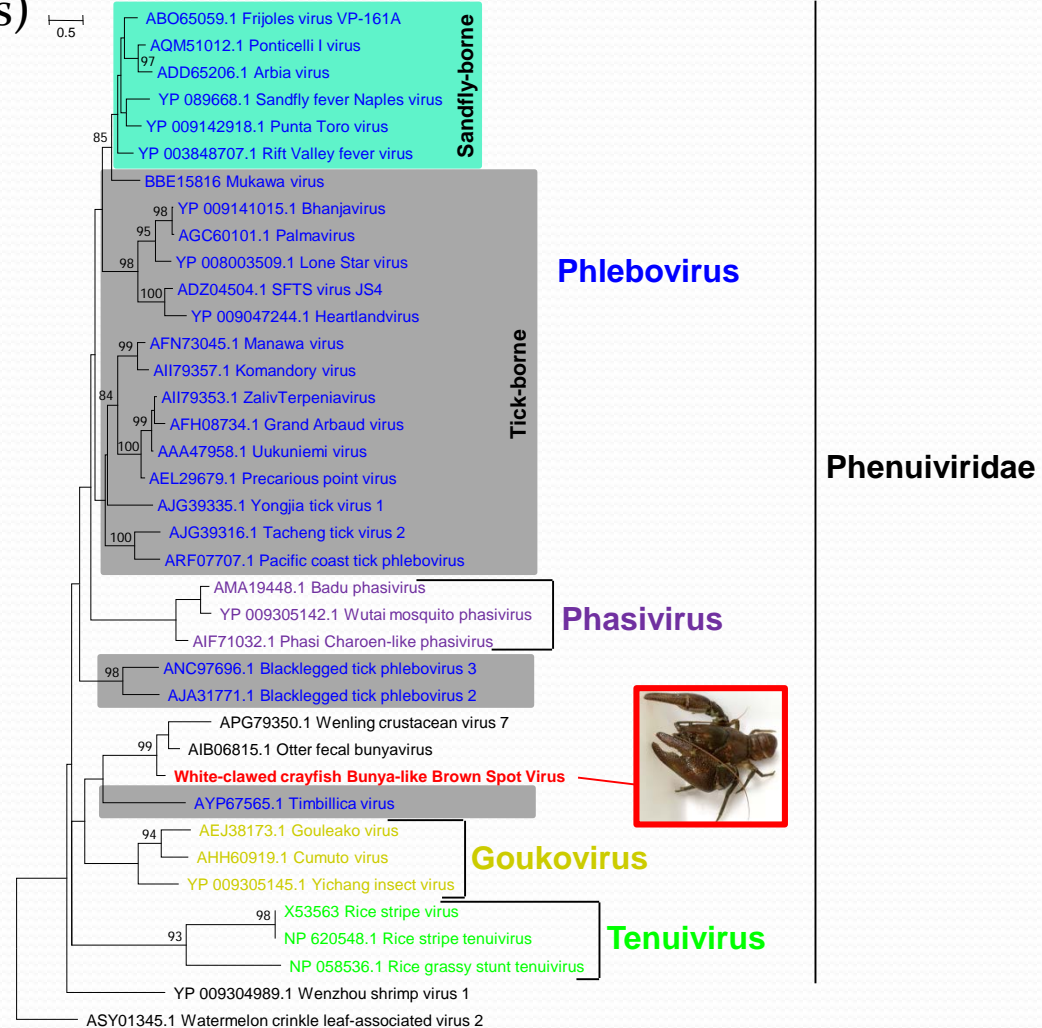 s)
0.5
ABO65059.1 Frijoles virus VP-161A
AQM51012.1 Ponticelli I virus
97
ADD65206.1 Arbia virus
YP 089668.1 Sandfly fever Naples virus
YP 009142918.1 Punta Toro virus
85
YP 003848707.1 Rift Valley fever virus
Sandfly-borne
BBE15816 Mukawa virus
98
YP 009141015.1 Bhanjavirus
95
AGC60101.1 Palmavirus
98
YP 008003509.1 Lone Star virus
Phlebovirus
100
ADZ04504.1 SFTS virus JS4
YP 009047244.1 Heartlandvirus
99
AFN73045.1 Manawa virus
AII79357.1 Komandory virus
Tick-borne
84
AII79353.1 ZalivTerpeniavirus
99
AFH08734.1 Grand Arbaud virus
100
AAA47958.1 Uukuniemi virus
Phenuiviridae
AEL29679.1 Precarious point virus
AJG39335.1 Yongjia tick virus 1
100
AJG39316.1 Tacheng tick virus 2
ARF07707.1 Pacific coast tick phlebovirus
AMA19448.1 Badu phasivirus
YP 009305142.1 Wutai mosquito phasivirus
Phasivirus
AIF71032.1 Phasi Charoen-like phasivirus
98
ANC97696.1 Blacklegged tick phlebovirus 3
AJA31771.1 Blacklegged tick phlebovirus 2
APG79350.1 Wenling crustacean virus 7
99
AIB06815.1 Otter fecal bunyavirus
White-clawed crayfish Bunya-like Brown Spot Virus
AYP67565.1 Timbillica virus
94
AEJ38173.1 Gouleako virus
AHH60919.1 Cumuto virus
Goukovirus
YP 009305145.1 Yichang insect virus
98
X53563 Rice stripe virus
93
NP 620548.1 Rice stripe tenuivirus
Tenuivirus
NP 058536.1 Rice grassy stunt tenuivirus
YP 009304989.1 Wenzhou shrimp virus 1
ASY01345.1 Watermelon crinkle leaf-associated virus 2